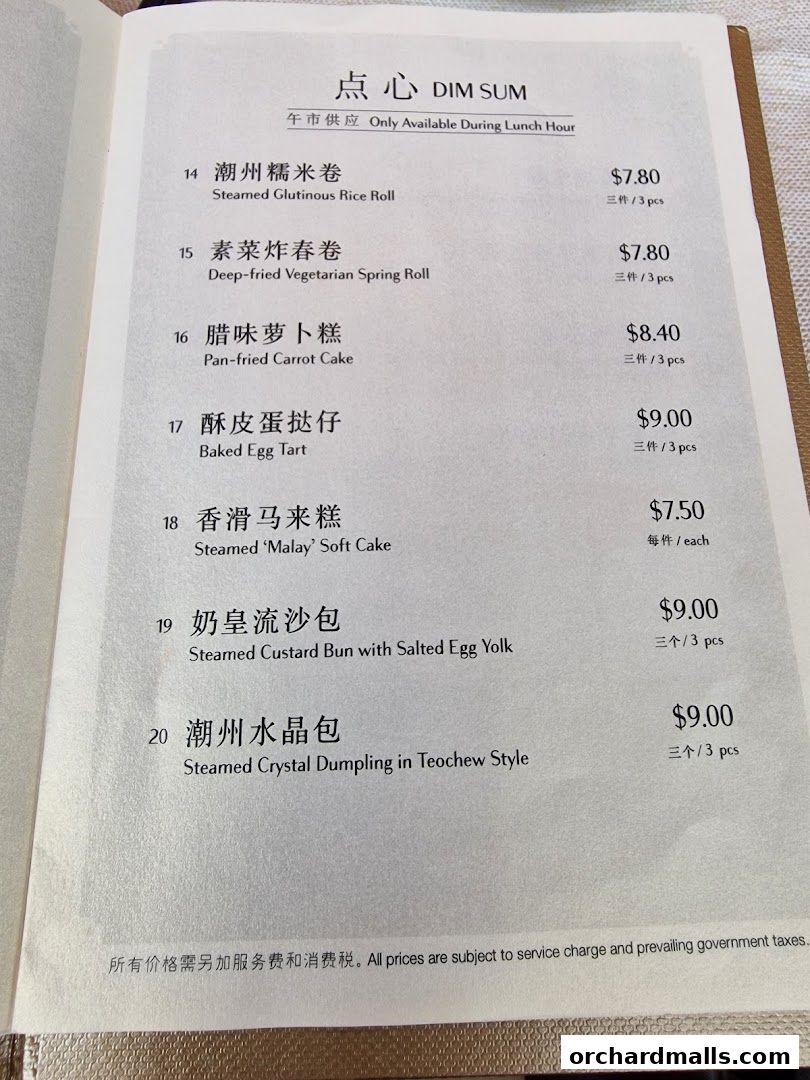 点心 DIM SUM
午市供应 Only Available During Lunch Hour
14 潮州糯米卷 $7.80
Steamed Glutinous Rice Roll 三件 / 3 pcs
15 素菜炸春卷 $7.80
Deep-fried Vegetarian Spring Roll 三件 / 3 pcs
16 腊味萝卜糕 $8.40
Pan-fried Carrot Cake 三件 / 3 pcs
17 酥皮蛋挞仔 $9.00
Baked Egg Tart 三件 / 3 pcs
18 香滑马来糕 $7.50
Steamed ‘Malay’ Soft Cake 每件 / each
19 奶皇流沙包 $9.00
Steamed Custard Bun with Salted Egg Yolk 三个 / 3 pcs
20 潮州水晶包 $9.00
Steamed Crystal Dumpling in Teochew Style 三个 / 3 pcs
所有价格需另加服务费和消费税。All prices are subject to service charge and prevailing government taxes.
orchardmalls.com